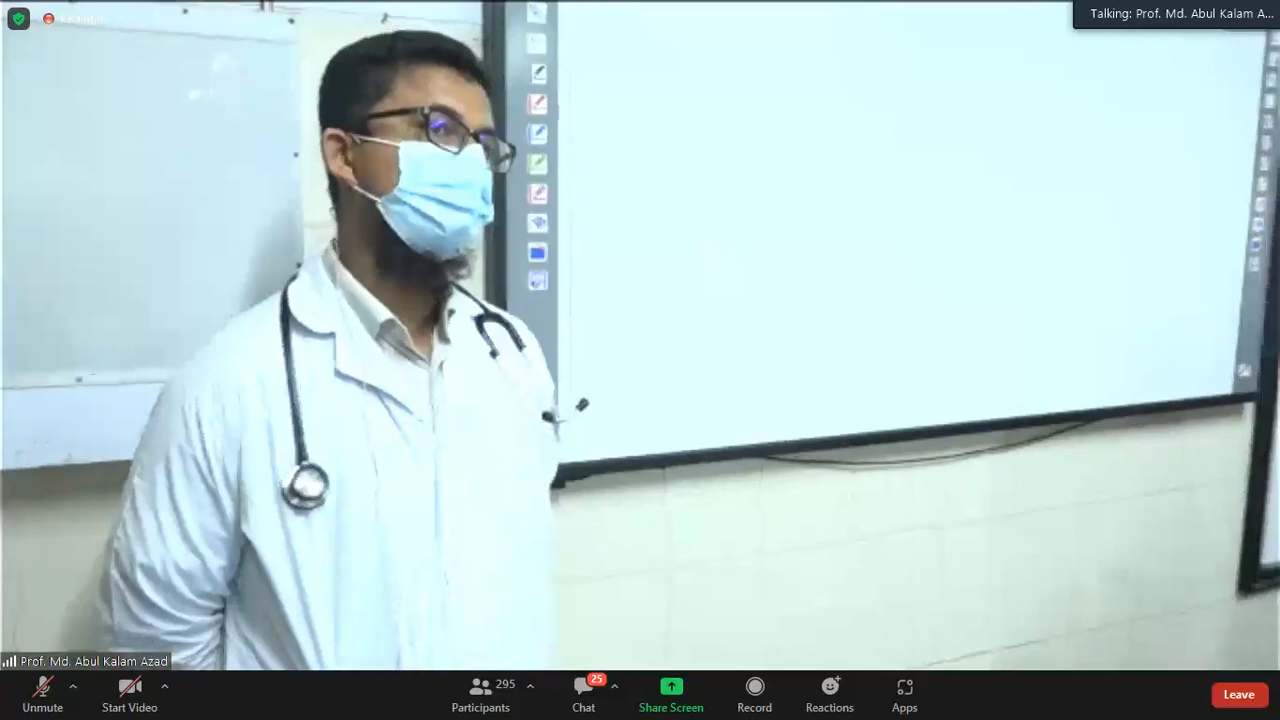 Recording
Talking: Prof. Md. Abul Kalam A...
Prof. Md. Abul Kalam Azad
Unmute
Start Video
295
Participants
25
Chat
Share Screen
Record
Reactions
Apps
Leave